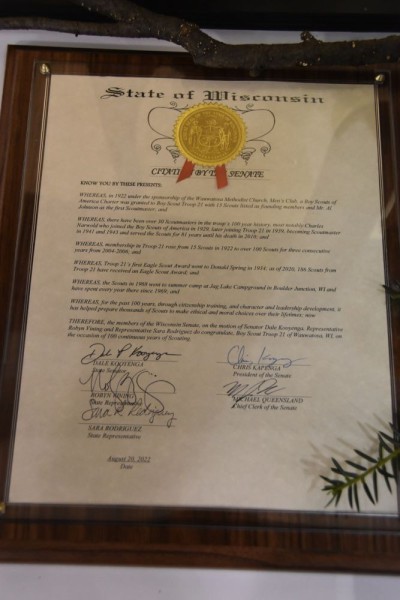 State of Wisconsin
CITATION BY THE SENATE
KNOW YOU BY THESE PRESENTS:
WHEREAS, in 1922 under the sponsorship of the Wauwatosa Methodist Church, Men's Club, a Boy Scouts of
America Charter was granted to Boy Scout Troop 21 with 15 Scouts listed as founding members and Mr. Al
Johnson as the first Scoutmaster; and
WHEREAS, there have been over 30 Scoutmasters in the troop's 100 year history, most notably Charles
who joined the Boy Scouts of America in 1929, later joining Troop 21 in 1939, becoming Scoutmaster
in 1941 and 1945 and served the Scouts for 81 years until his death in 2010; and
WHEREAS, membership in Troop 21 rose from 15 Scouts in 1922 to over 100 Scouts for three consecutive
years from 2004-2006; and
WHEREAS, Troop 21's first Eagle Scout Award went to Donald Spring in 1934; as of 2020, 186 Scouts from
Troop 21 have received an Eagle Scout Award; and
WHEREAS, the Scouts in 1960 went to summer camp at Jag Lake Campground in Boulder Junction, WI and
have spent every year there since 1969; and
WHEREAS, for the past 100 years, through citizenship training, and character and leadership development, it
has helped prepare thousands of Scouts to make ethical and moral choices over their lifetime; now
THEREFORE, the members of the Wisconsin Senate, on the motion of Senator Dale Kooyenga, Representative
Robyn Vining and Representative Sara Rodriguez do congratulate, Boy Scout Troop 21 of Wauwatosa, WI, on
the occasion of 100 continuous years of Scouting.
DALE KOOYENGA CHRIS KAPENGA
State Senator President of the Senate
ROBYN VINING MICHAEL QUEENSLAND
State Representative Chief Clerk of the Senate
SARA RODRIGUEZ
State Representative
August 20, 2022
Date